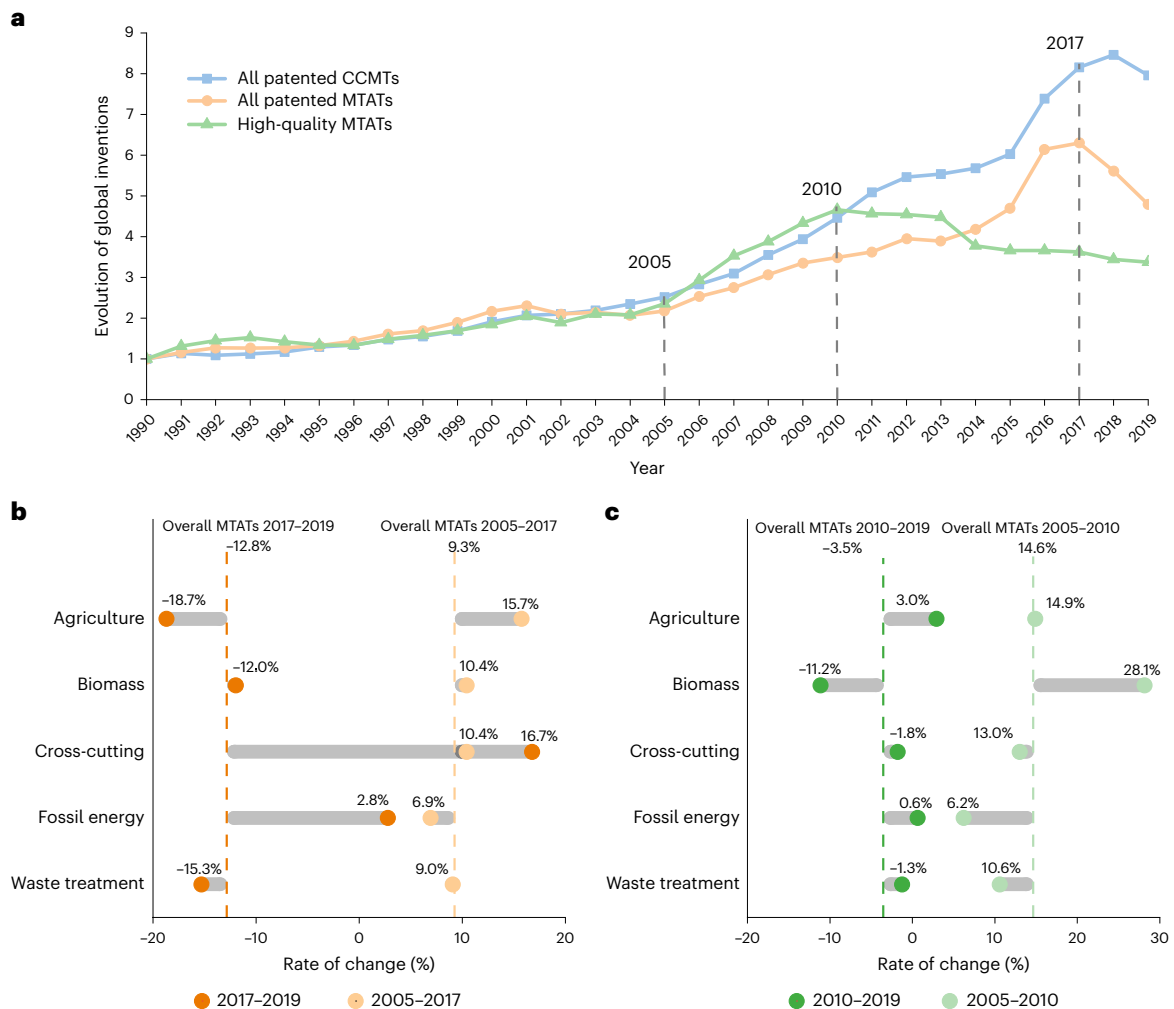 a
9
8
7
6
5
4
3
2
1
0
Evolution of global inventions
All patented CCMTs
All patented MTATs
High-quality MTATs
2005
2010
2017
1990 1991 1992 1993 1994 1995 1996 1997 1998 1999 2000 2001 2002 2003 2004 2005 2006 2007 2008 2009 2010 2011 2012 2013 2014 2015 2016 2017 2018 2019
Year
b
Overall MTATs 2017–2019 Overall MTATs 2005–2017
–12.8% 9.3%
Agriculture –18.7% 15.7%
Biomass –12.0% 10.4%
Cross-cutting 10.4% 16.7%
Fossil energy 2.8% 6.9%
Waste treatment –15.3% 9.0%
–20 –10 0 10 20
Rate of change (%)
2017–2019 2005–2017
c
Overall MTATs 2010–2019 Overall MTATs 2005–2010
–3.5% 14.6%
Agriculture 3.0% 14.9%
Biomass –11.2% 28.1%
Cross-cutting –1.8% 13.0%
Fossil energy 0.6% 6.2%
Waste treatment –1.3% 10.6%
–20 –10 0 10 20 30
Rate of change (%)
2010–2019 2005–2010